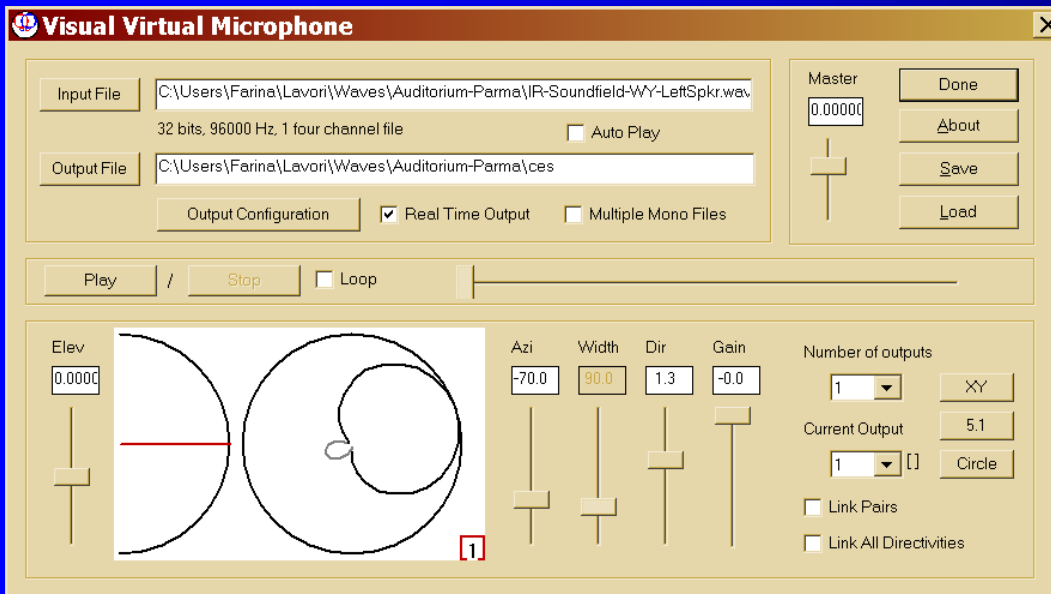 Visual Virtual Microphone
Input File
C:\Users\Farina\Lavori\Waves\Auditorium-Parma\IR-Soundfield-WY-LeftSpkr.wav
32 bits, 96000 Hz, 1 four channel file
Auto Play
Output File
C:\Users\Farina\Lavori\Waves\Auditorium-Parma\ces
Output Configuration
Real Time Output
Multiple Mono Files
Master
0.0000
Done
About
Save
Load
Play / Stop
Loop
Elev
0.000
1
Azi Width Dir Gain
-70.0 90.0 1.3 -0.0
Number of outputs
1
XY
5.1
Current Output
1 []
Circle
Link Pairs
Link All Directivities